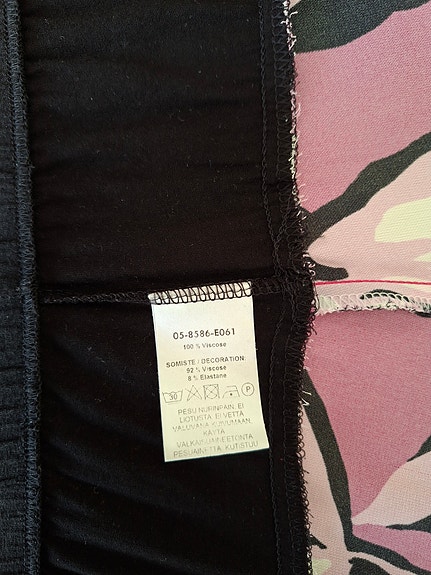 05-8586-E061
100 % Viscose
SOMISTE / DECORATION:
92 % Viscose
8 % Elastane
30 P
PESU NURINPÄIN. EI
LIOTUSTA. EI VETTÄ
VALUVANA KUIVUMAAN.
KÄYTÄ
VALKAISUAINEETONTA
PESUAINETTA. KUTISTUU